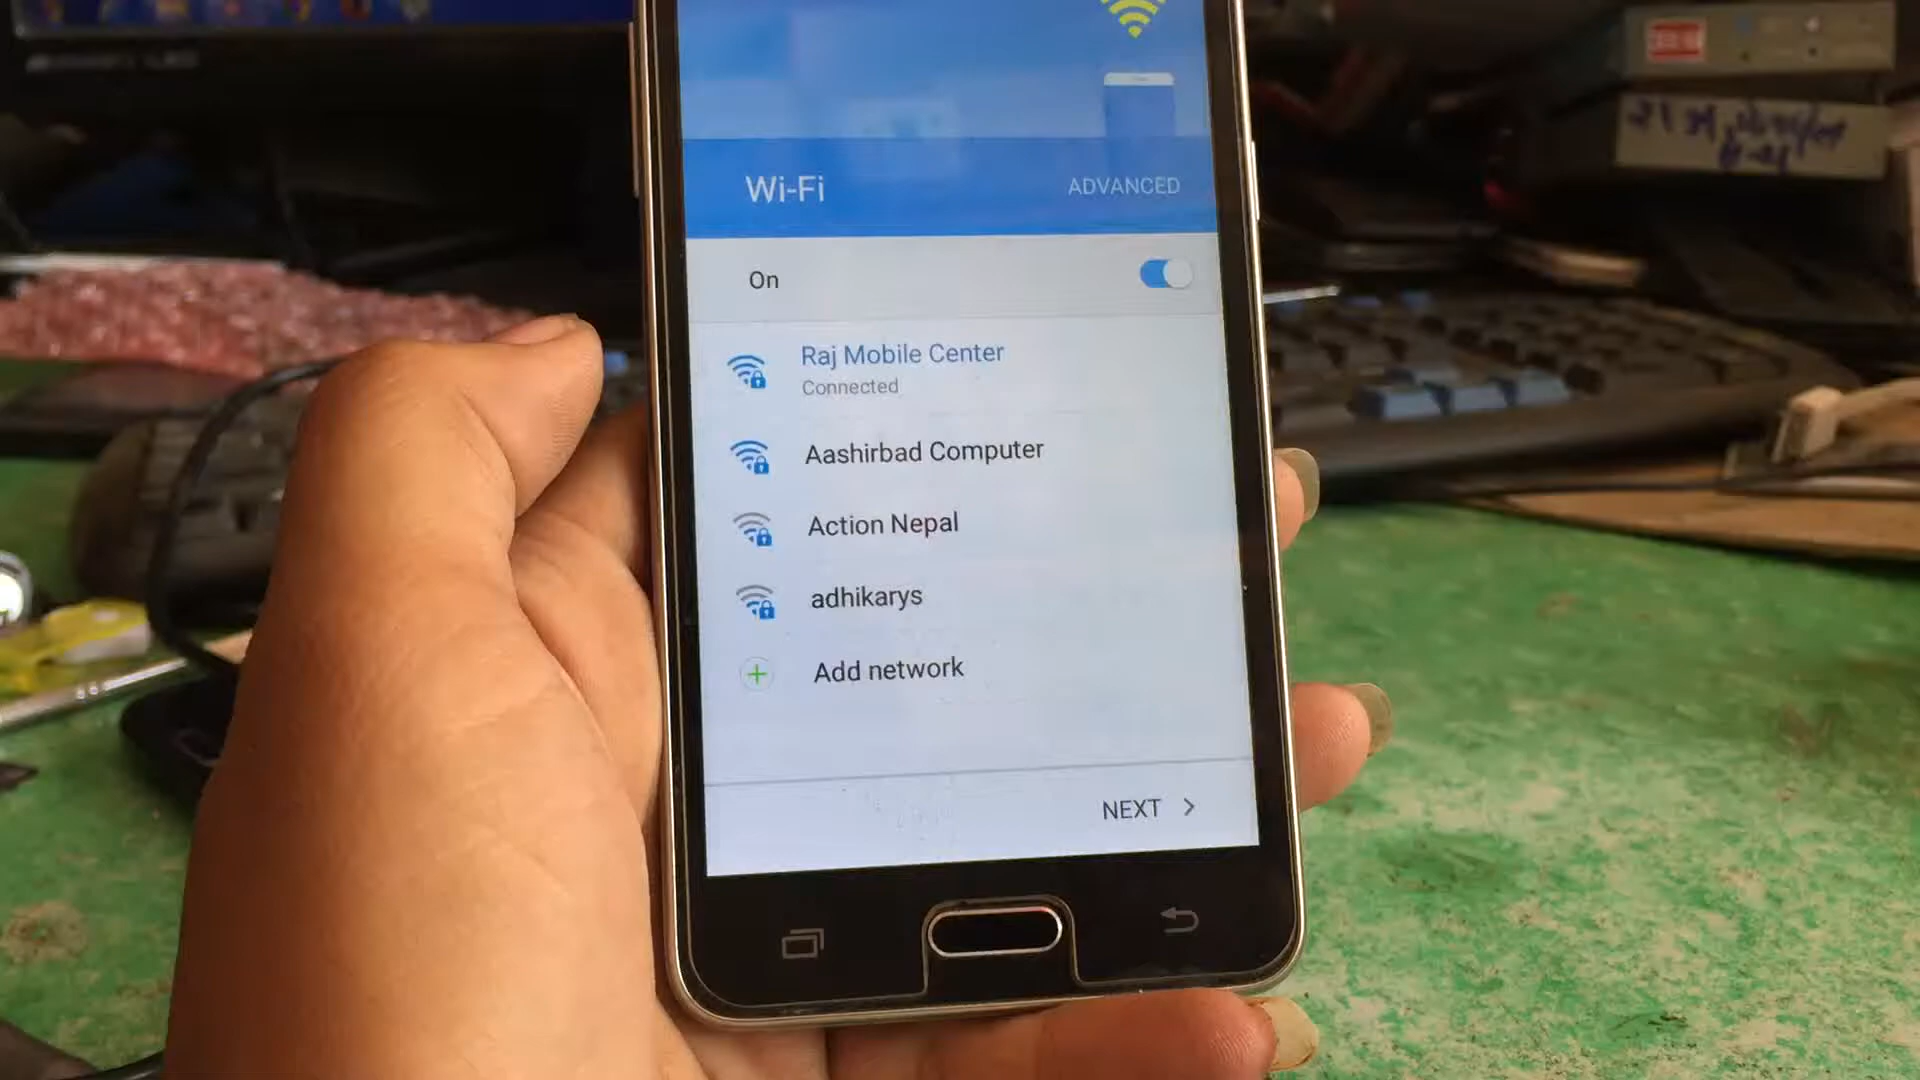 Wi-Fi
ADVANCED
On
Raj Mobile Center
Connected
Aashirbad Computer
Action Nepal
adhikarys
Add network
NEXT